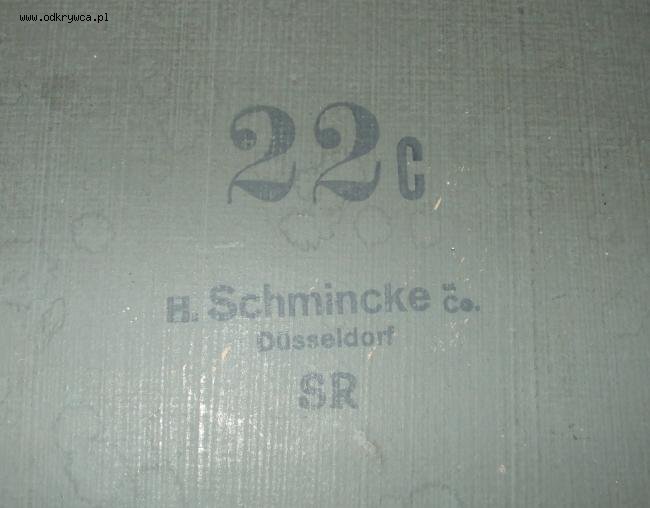 www.odkrywca.pl
22c
H. Schmincke & Co.
Düsseldorf
SR